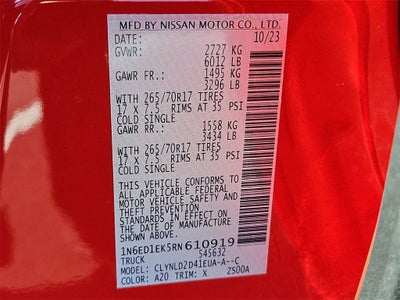 MFD BY NISSAN MOTOR CO., LTD.
DATE: 10/23
GVWR: 2727 KG
6012 LB
GAWR FR.: 1495 KG
3296 LB
WITH 265/70R17 TIRES
17 X 7.5 RIMS AT 35 PSI
COLD SINGLE
GAWR RR.: 1558 KG
3434 LB
WITH 265/70R17 TIRES
17 X 7.5 RIMS AT 35 PSI
COLD SINGLE
THIS VEHICLE CONFORMS TO
ALL APPLICABLE FEDERAL
MOTOR VEHICLE SAFETY AND
THEFT PREVENTION
STANDARDS IN EFFECT ON
THE DATE OF MANUFACTURE
SHOWN ABOVE.
1N6ED1EK5RN610919
TRUCK 545632
MODEL: CLYNLD2D41EUA-A--C
COLOR: A20 TRIM: X ZS00A